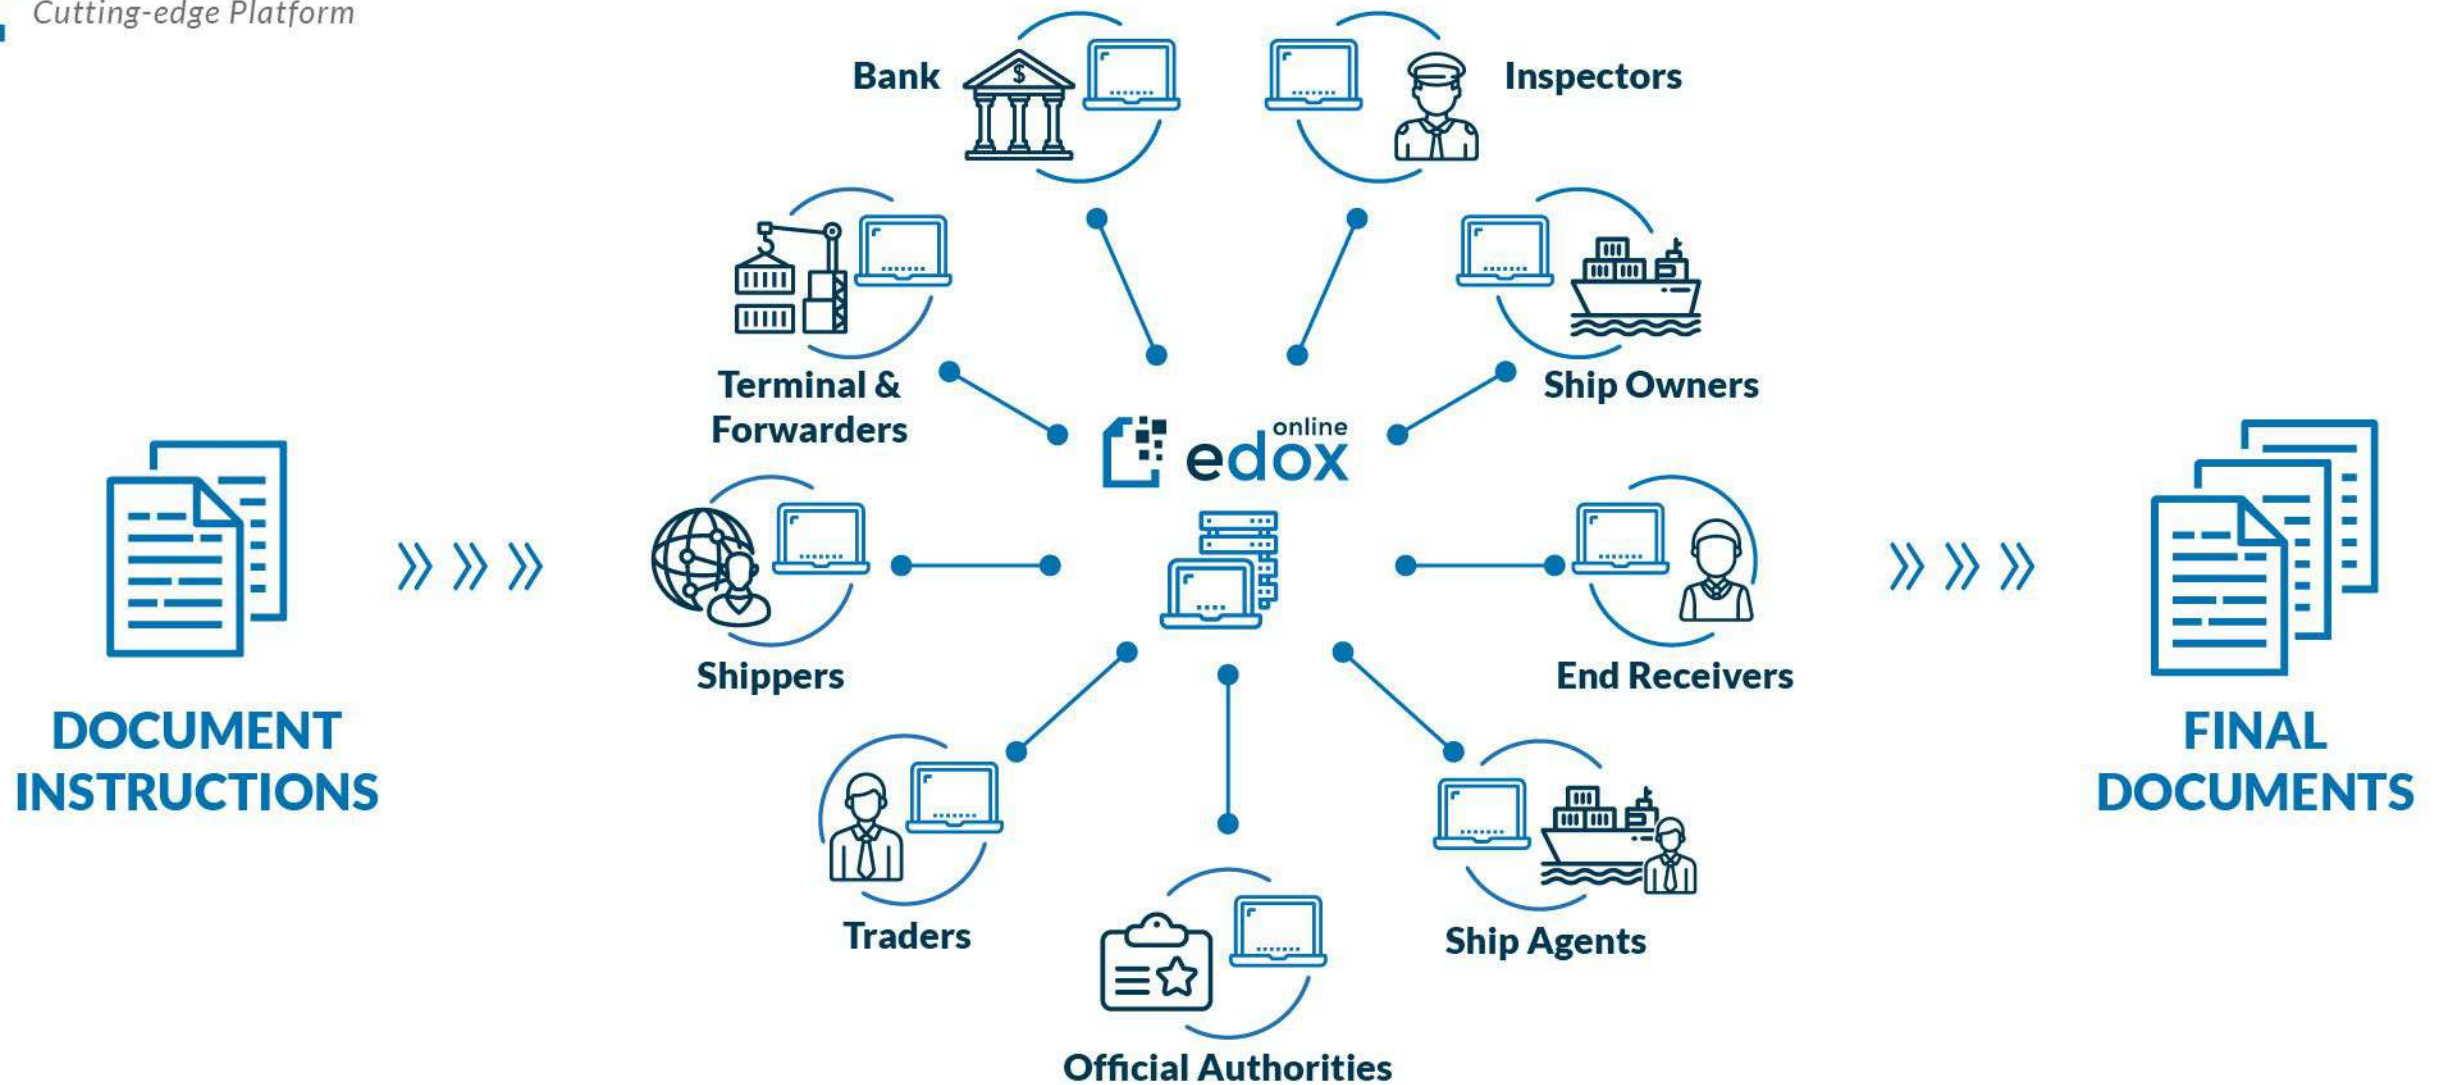 Cutting-edge Platform
Bank
Inspectors
Terminal &
Forwarders
Ship Owners
online
edox
Shippers
End Receivers
DOCUMENT
INSTRUCTIONS
FINAL
DOCUMENTS
Traders
Ship Agents
Official Authorities